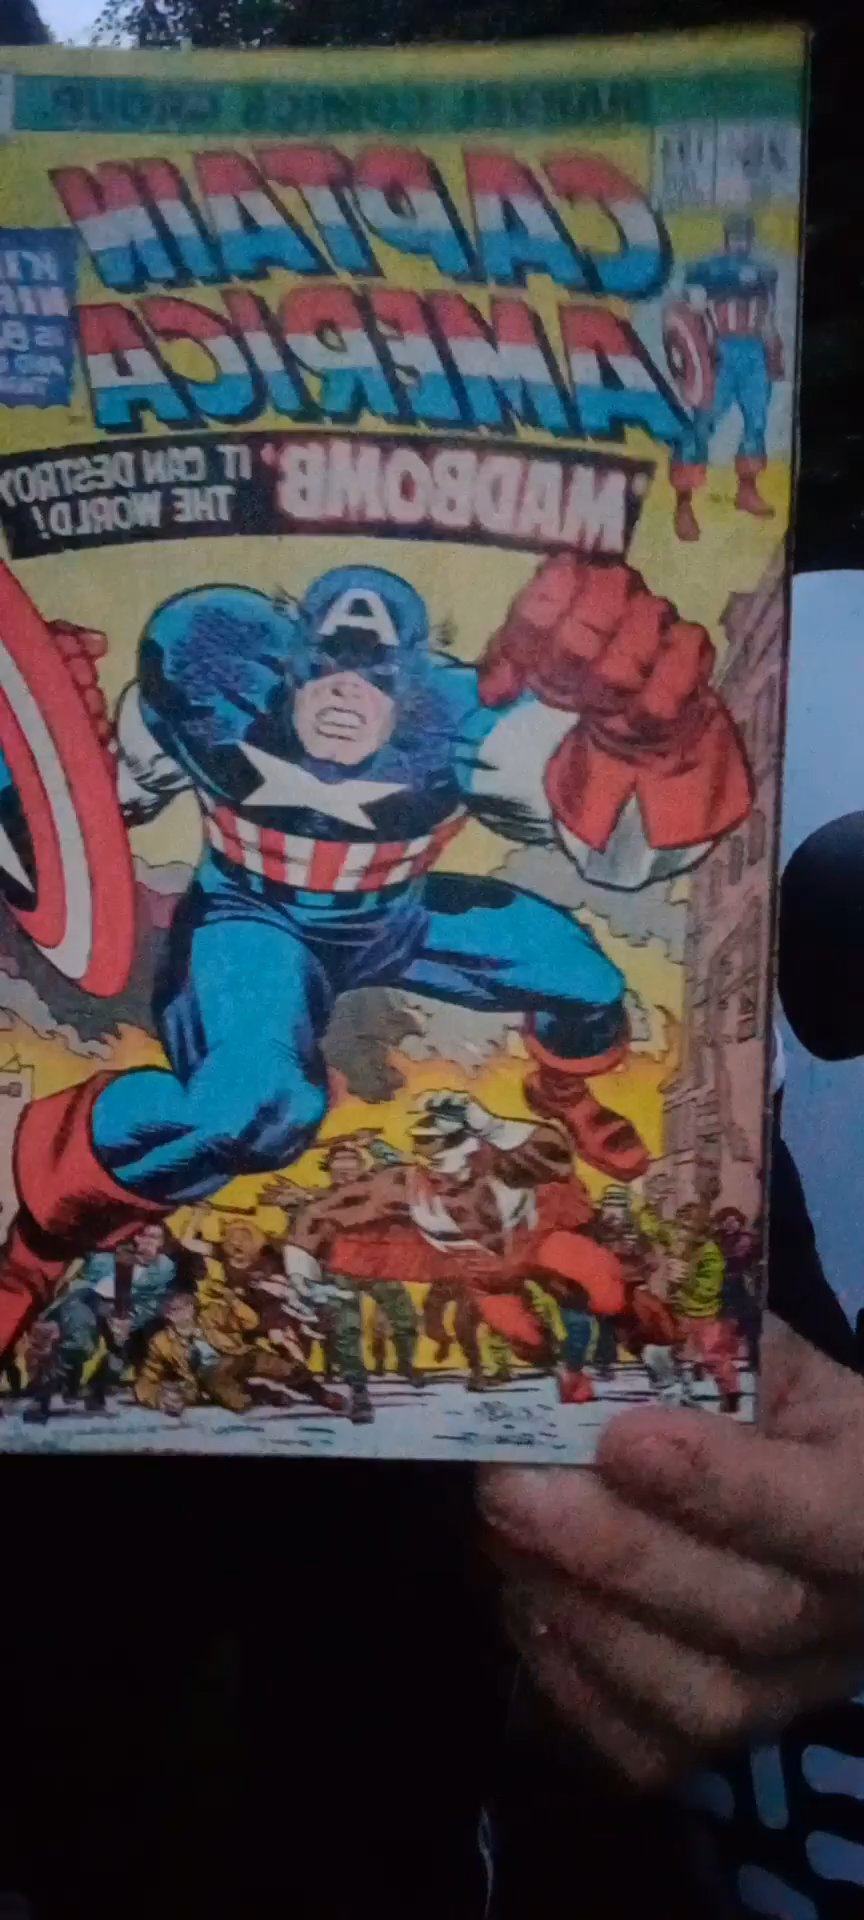 MARVEL COMICS GROUP
CAPTAIN
AMERICA
'MADBOMB' IT CAN DESTROY
THE WORLD!
A